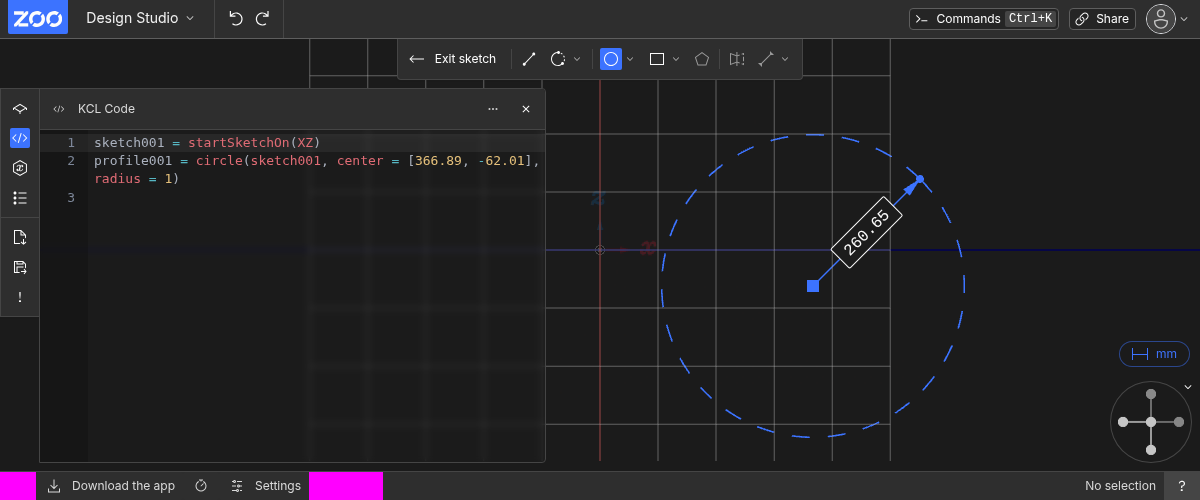 ZOO Design Studio Commands Ctrl+K Share
Exit sketch
KCL Code
1 sketch001 = startSketchOn(XZ)
2 profile001 = circle(sketch001, center = [366.89, -62.01],
radius = 1)
3
z
x
260.65
mm
Download the app Settings No selection ?